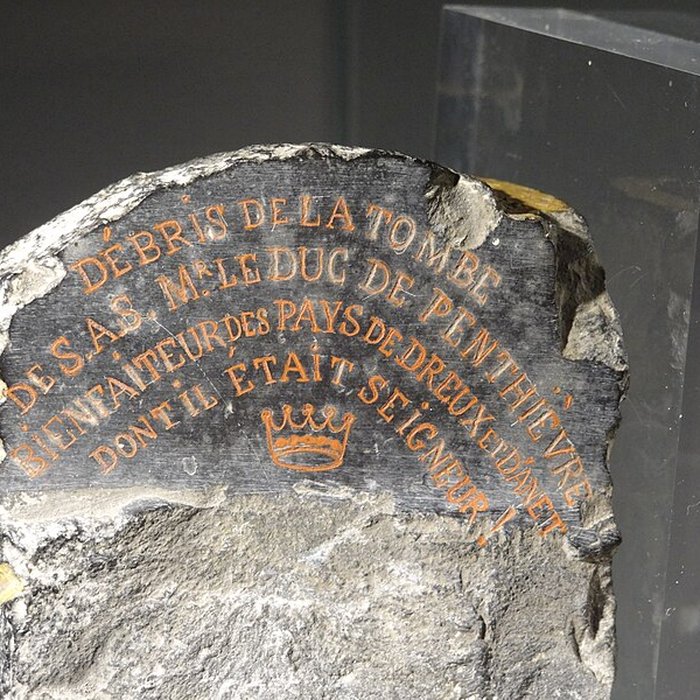 DÉBRIS DE LA TOMBE
DE S.A.S. Mr. LE DUC DE PENTHIÈVRE
BIENFAITEUR DES PAYS DE DREUX ET D'ANET
DONT IL ÉTAIT SEIGNEUR!